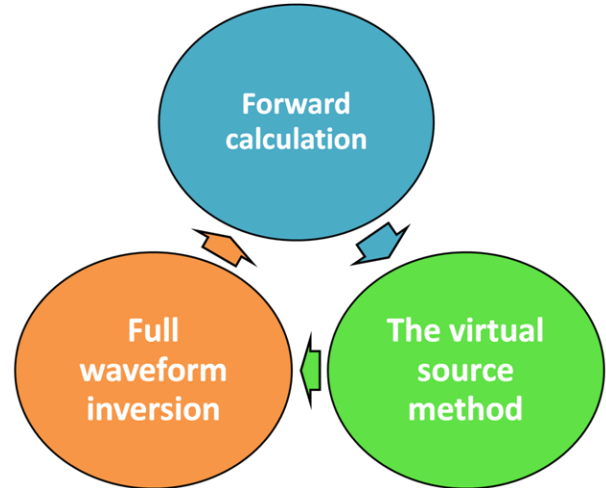 Forward
calculation
Full
waveform
inversion
The virtual
source
method